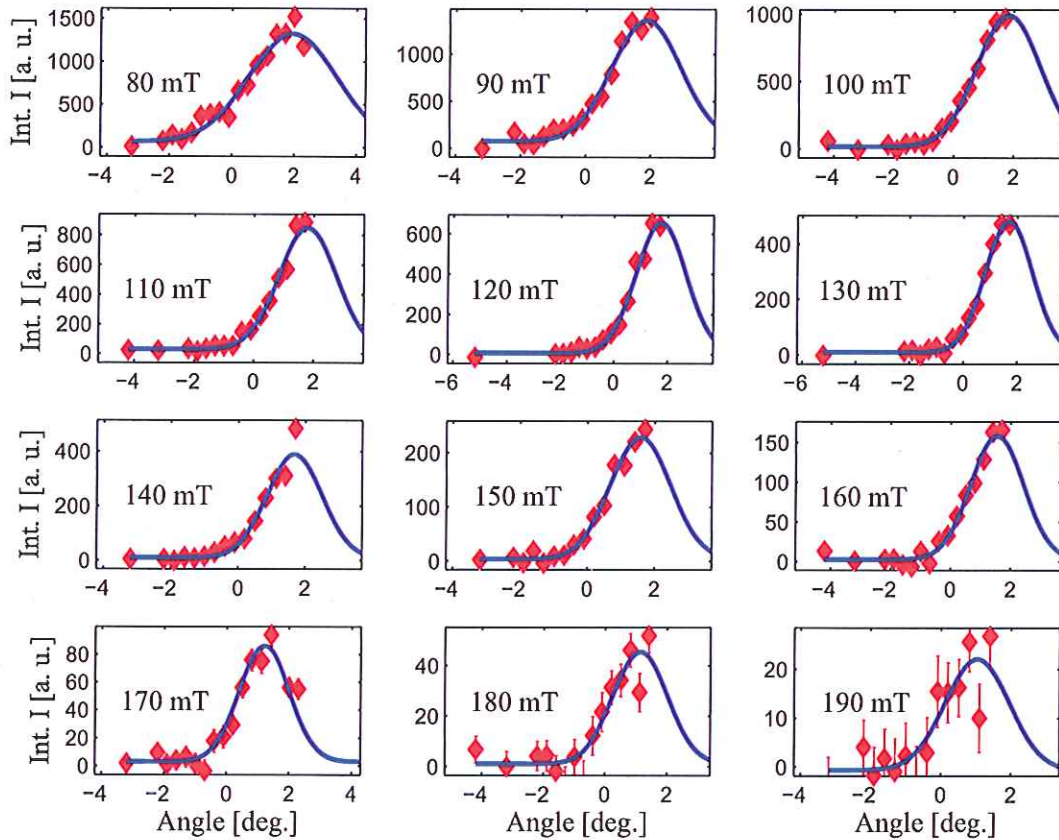 Int. I [a. u.]
1500
1000
500
0
80 mT
−4 −2 0 2 4
1000
500
0
90 mT
−4 −2 0 2
1000
500
0
100 mT
−4 −2 0 2
Int. I [a. u.]
800
600
400
200
0
110 mT
−4 −2 0 2
600
400
200
0
120 mT
−6 −4 −2 0 2
400
200
0
130 mT
−6 −4 −2 0 2
Int. I [a. u.]
400
200
0
140 mT
−4 −2 0 2
200
100
0
150 mT
−4 −2 0 2
150
100
50
0
160 mT
−4 −2 0 2
Int. I [a. u.]
80
60
40
20
0
170 mT
−4 −2 0 2 4
Angle [deg.]
40
20
0
180 mT
−4 −2 0 2
Angle [deg.]
20
10
0
190 mT
−4 −2 0 2
Angle [deg.]